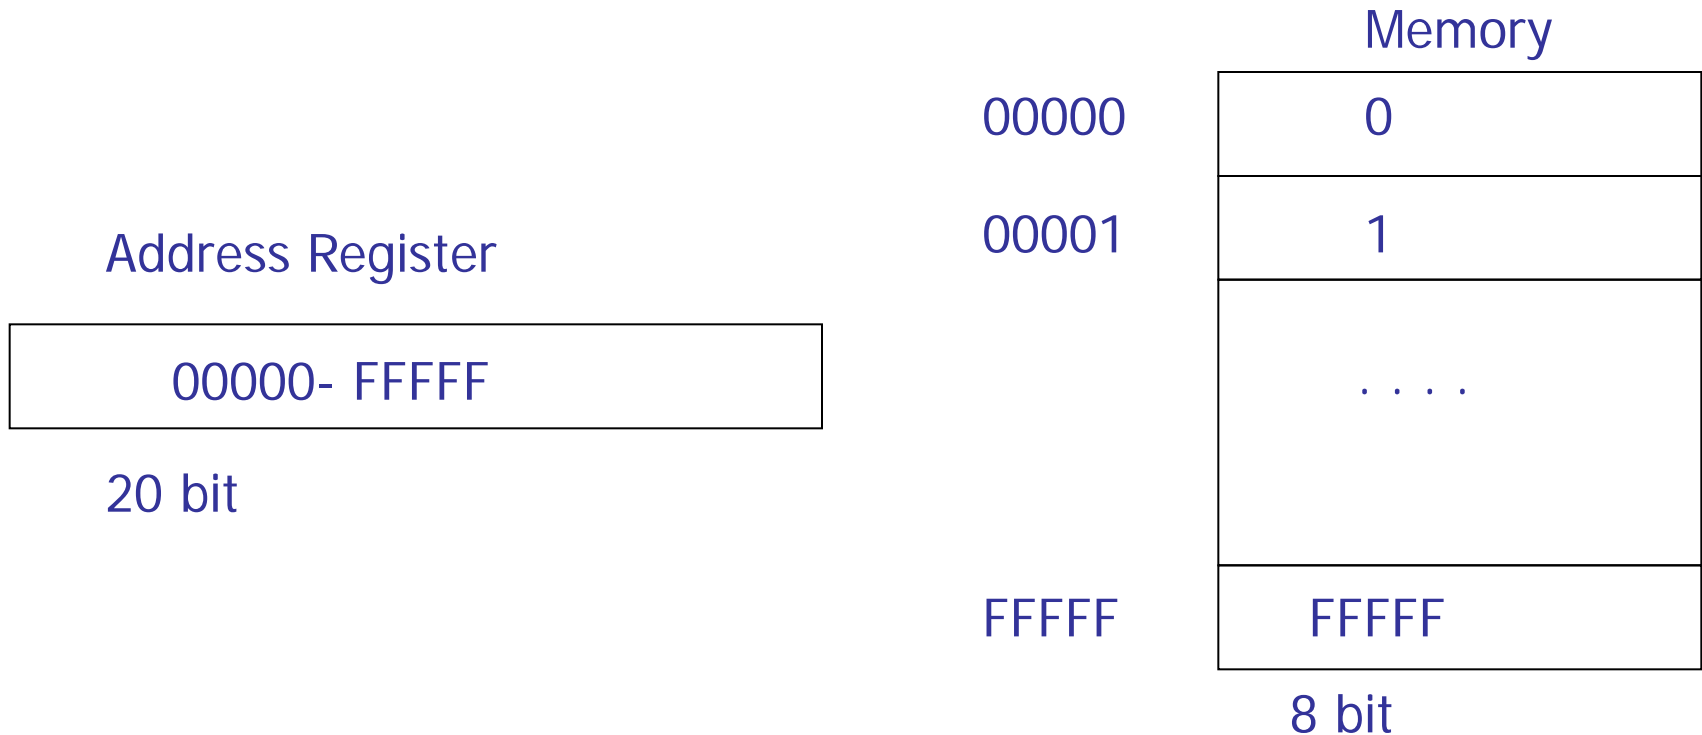 Memory
00000 0
00001 1
Address Register
00000- FFFFF
. . . .
20 bit
FFFFF FFFFF
8 bit